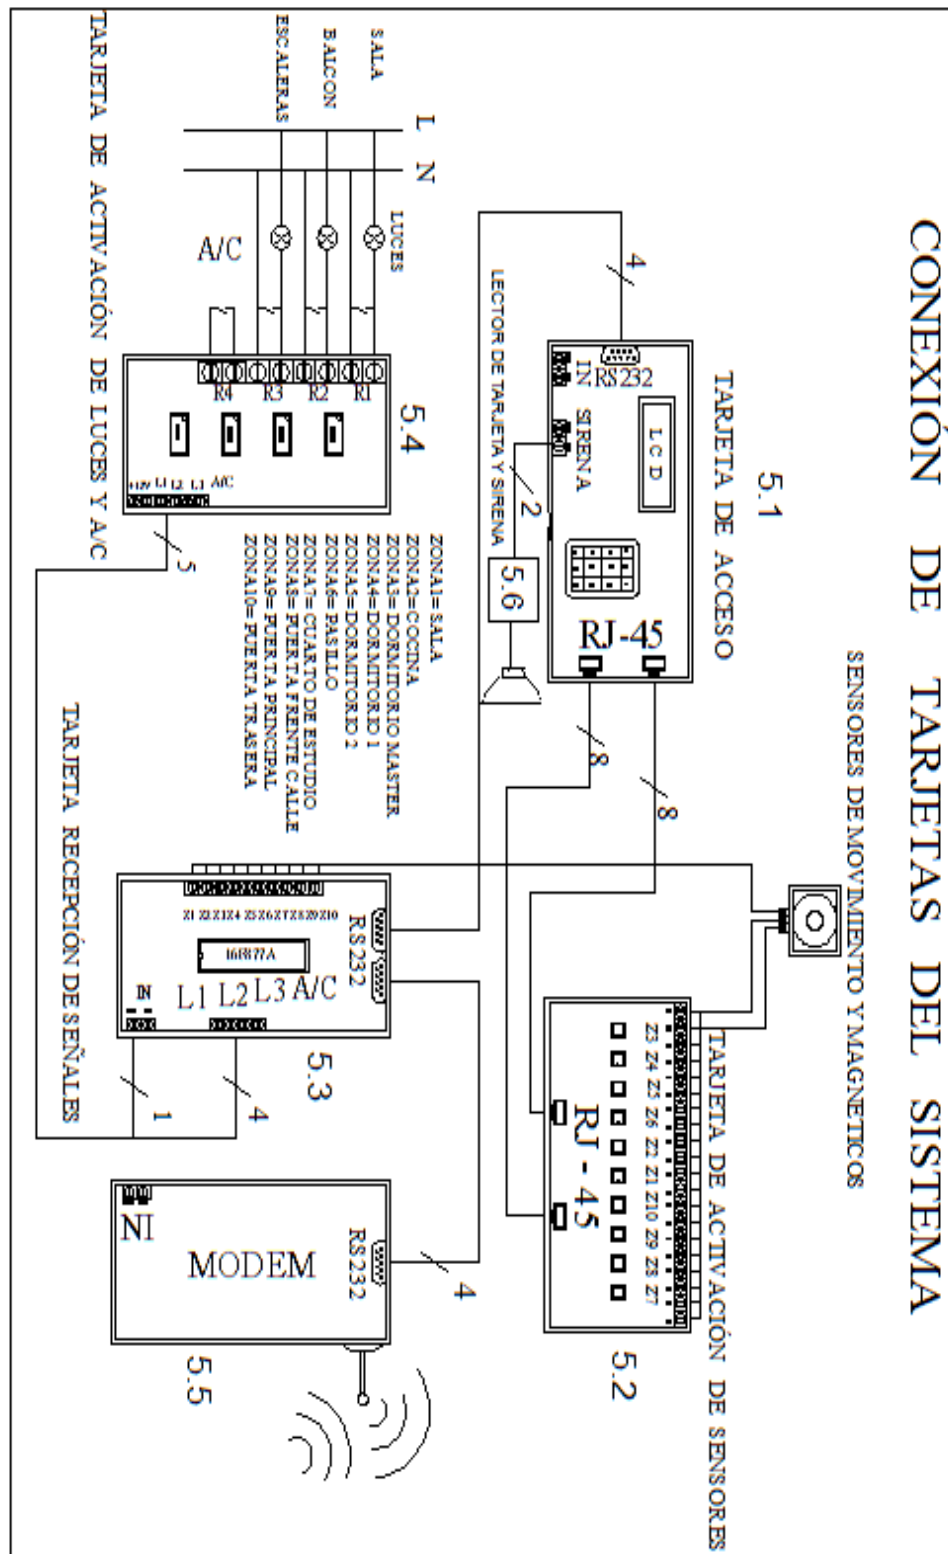 CONEXIÓN DE TARJETAS DEL SISTEMA
5.1
TARJETA DE ACCESO
LCD
RS232
IN
SIRENA
RJ-45
4
2
8
8
LECTOR DE TARJETA Y SIRENA
5.6
SENSORES DE MOVIMIENTO Y MAGNETICOS
TARJETA DE ACTIVACIÓN DE SENSORES
Z3 Z4 Z5 Z6 Z2 Z1 Z10 Z9 Z8 Z7
RJ - 45
5.2
L
N
SALA
BALCON
ESCALERAS
LUCES
A/C
R1
R2
R3
R4
5.4
+12V L1 L2 L3 A/C
5
TARJETA DE ACTIVACIÓN DE LUCES Y A/C
ZONA1= SALA
ZONA2= COCINA
ZONA3= DORMITORIO MASTER
ZONA4= DORMITORIO 1
ZONA5= DORMITORIO 2
ZONA6= PASILLO
ZONA7= CUARTO DE ESTUDIO
ZONA8= PUERTA FRENTE CALLE
ZONA9= PUERTA PRINCIPAL
ZONA10= PUERTA TRASERA
RS232
Z1 Z2 Z3 Z4 Z5 Z6 Z7 Z8 Z9 Z10
16F877A
L1 L2 L3 A/C
IN
- -
5.3
1
4
TARJETA RECEPCIÓN DE SEÑALES
RS232
MODEM
IN
4
5.5